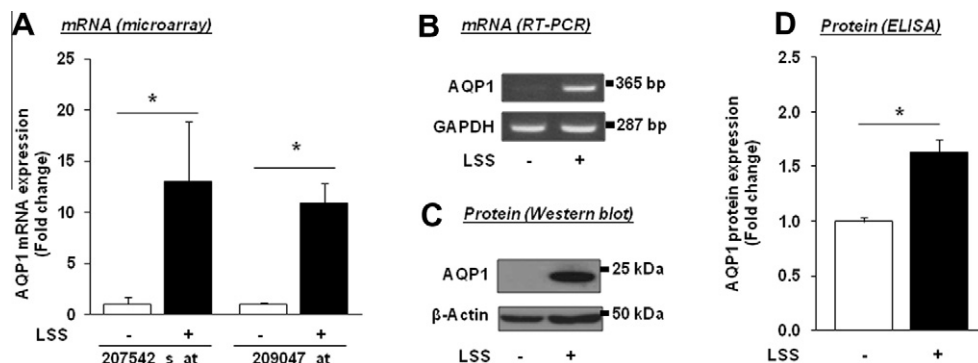 A mRNA (microarray)
AQP1 mRNA expression
(Fold change)
25
20
15
10
5
0
*
*
LSS - + - +
207542_s_at 209047_at
B mRNA (RT-PCR)
AQP1 365 bp
GAPDH 287 bp
LSS - +
C Protein (Western blot)
AQP1 25 kDa
β-Actin 50 kDa
LSS - +
D Protein (ELISA)
AQP1 protein expression
(Fold change)
2.5
2.0
1.5
1.0
0.5
0.0
*
LSS - +